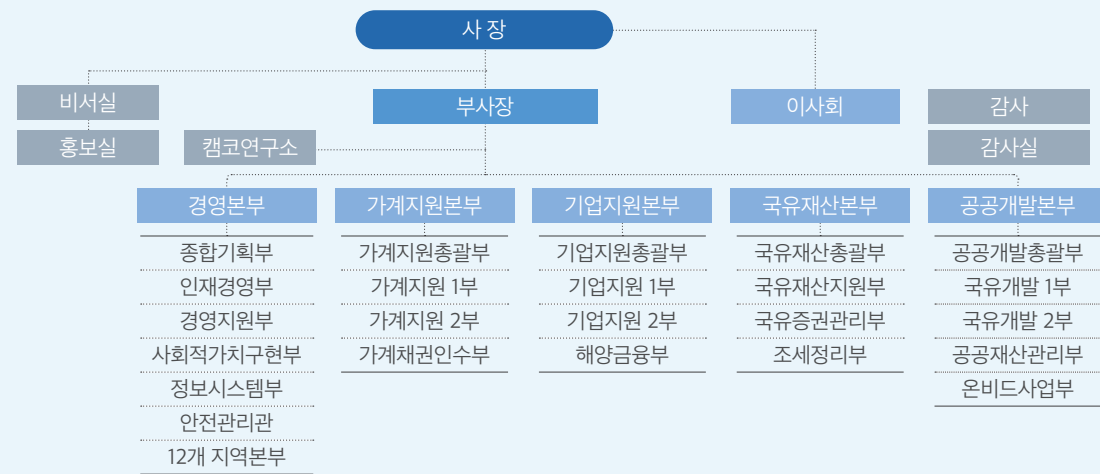 사 장
비서실
부사장
이사회
감사
홍보실
캠코연구소
감사실
경영본부
가계지원본부
기업지원본부
국유재산본부
공공개발본부
종합기획부
인재경영부
경영지원부
사회적가치구현부
정보시스템부
안전관리관
12개 지역본부
가계지원총괄부
가계지원 1부
가계지원 2부
가계채권인수부
기업지원총괄부
기업지원 1부
기업지원 2부
해양금융부
국유재산총괄부
국유재산지원부
국유증권관리부
조세정리부
공공개발총괄부
국유개발 1부
국유개발 2부
공공재산관리부
온비드사업부